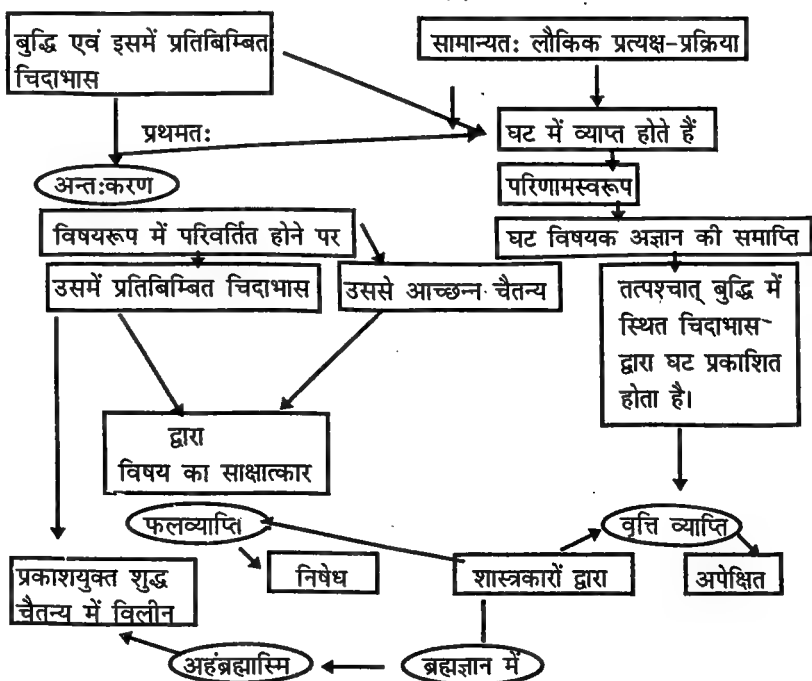 बुद्धि एवं इसमें प्रतिबिम्बित
चिदाभास
सामान्यत: लौकिक प्रत्यक्ष-प्रक्रिया
प्रथमत:
घट में व्याप्त होते हैं
अन्त:करण
परिणामस्वरूप
विषयरूप में परिवर्तित होने पर
घट विषयक अज्ञान की समाप्ति
उसमें प्रतिबिम्बित चिदाभास
उससे आच्छन्न चैतन्य
तत्पश्चात् बुद्धि में
स्थित चिदाभास
द्वारा घट प्रकाशित
होता है।
द्वारा
विषय का साक्षात्कार
फलव्याप्ति
वृत्ति व्याप्ति
प्रकाशयुक्त शुद्ध
चैतन्य में विलीन
निषेध
शास्त्रकारों द्वारा
अपेक्षित
अहंब्रह्मास्मि
ब्रह्मज्ञान में